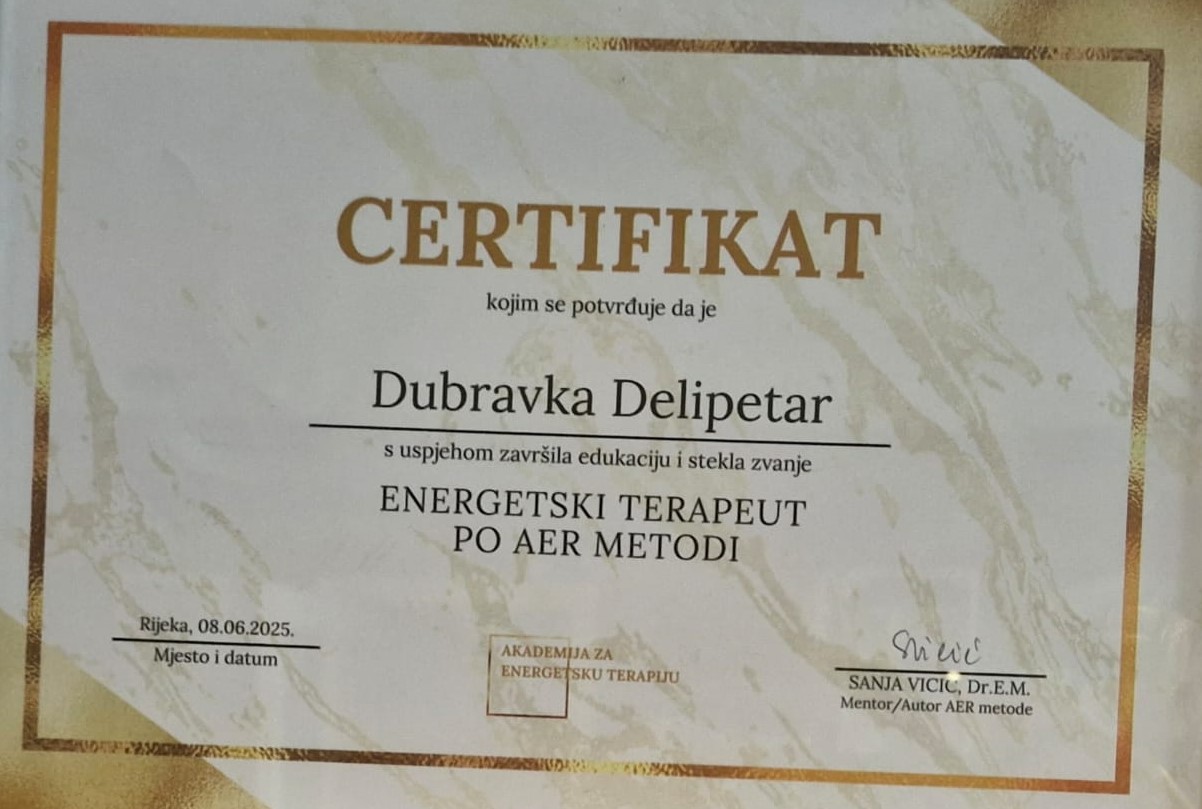 CERTIFIKAT
kojim se potvrđuje da je
Dubravka Delipetar
s uspjehom završila edukaciju i stekla zvanje
ENERGETSKI TERAPEUT
PO AER METODI
Rijeka, 08.06.2025.
Mjesto i datum
AKADEMIJA ZA
ENERGETSKU TERAPIJU
SANJA VICIĆ, Dr.E.M.
Mentor/Autor AER metode